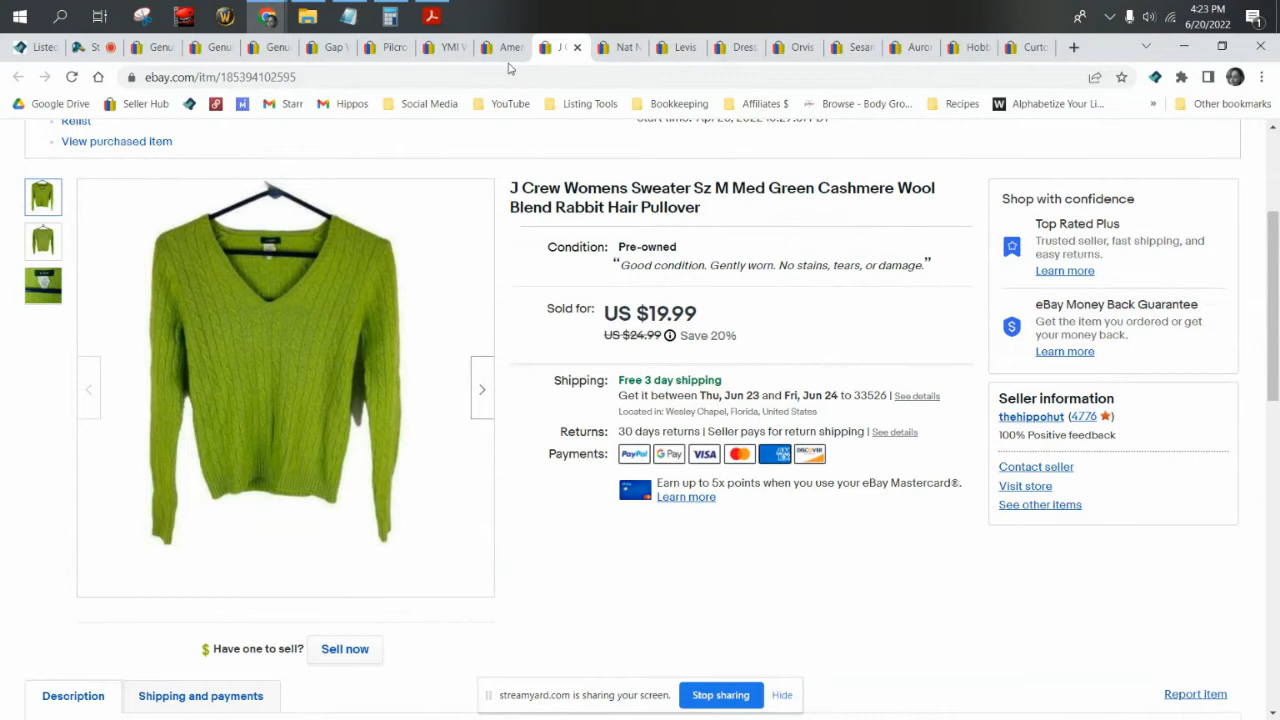 4:23 PM
6/20/2022
Listec
St
Genu
Genu
Genu
Gap V
Pilcro
YMI V
Amer
J C
Nat N
Levis
Dress
Orvis
Sesan
Auror
Hobb
Curto
ebay.com/itm/185394102595
Google Drive
Seller Hub
Starr
Hippos
Social Media
YouTube
Listing Tools
Bookkeeping
Affiliates $
Browse - Body Gro...
Recipes
Alphabetize Your Li...
»
Other bookmarks
Relist
View purchased item
J Crew Womens Sweater Sz M Med Green Cashmere Wool
Blend Rabbit Hair Pullover
Condition: Pre-owned
“Good condition. Gently worn. No stains, tears, or damage.”
Sold for: US $19.99
US $24.99 Save 20%
Shipping: Free 3 day shipping
Get it between Thu, Jun 23 and Fri, Jun 24 to 33526 | See details
Located in: Wesley Chapel, Florida, United States
Returns: 30 days returns | Seller pays for return shipping | See details
Payments: PayPal G Pay VISA DISCOVER
Earn up to 5x points when you use your eBay Mastercard®.
Learn more
Shop with confidence
Top Rated Plus
Trusted seller, fast shipping, and
easy returns.
Learn more
eBay Money Back Guarantee
Get the item you ordered or get
your money back.
Learn more
Seller information
thehippohut (4776)
100% Positive feedback
Contact seller
Visit store
See other items
$ Have one to sell? Sell now
Description
Shipping and payments
Report item
streamyard.com is sharing your screen. Stop sharing Hide